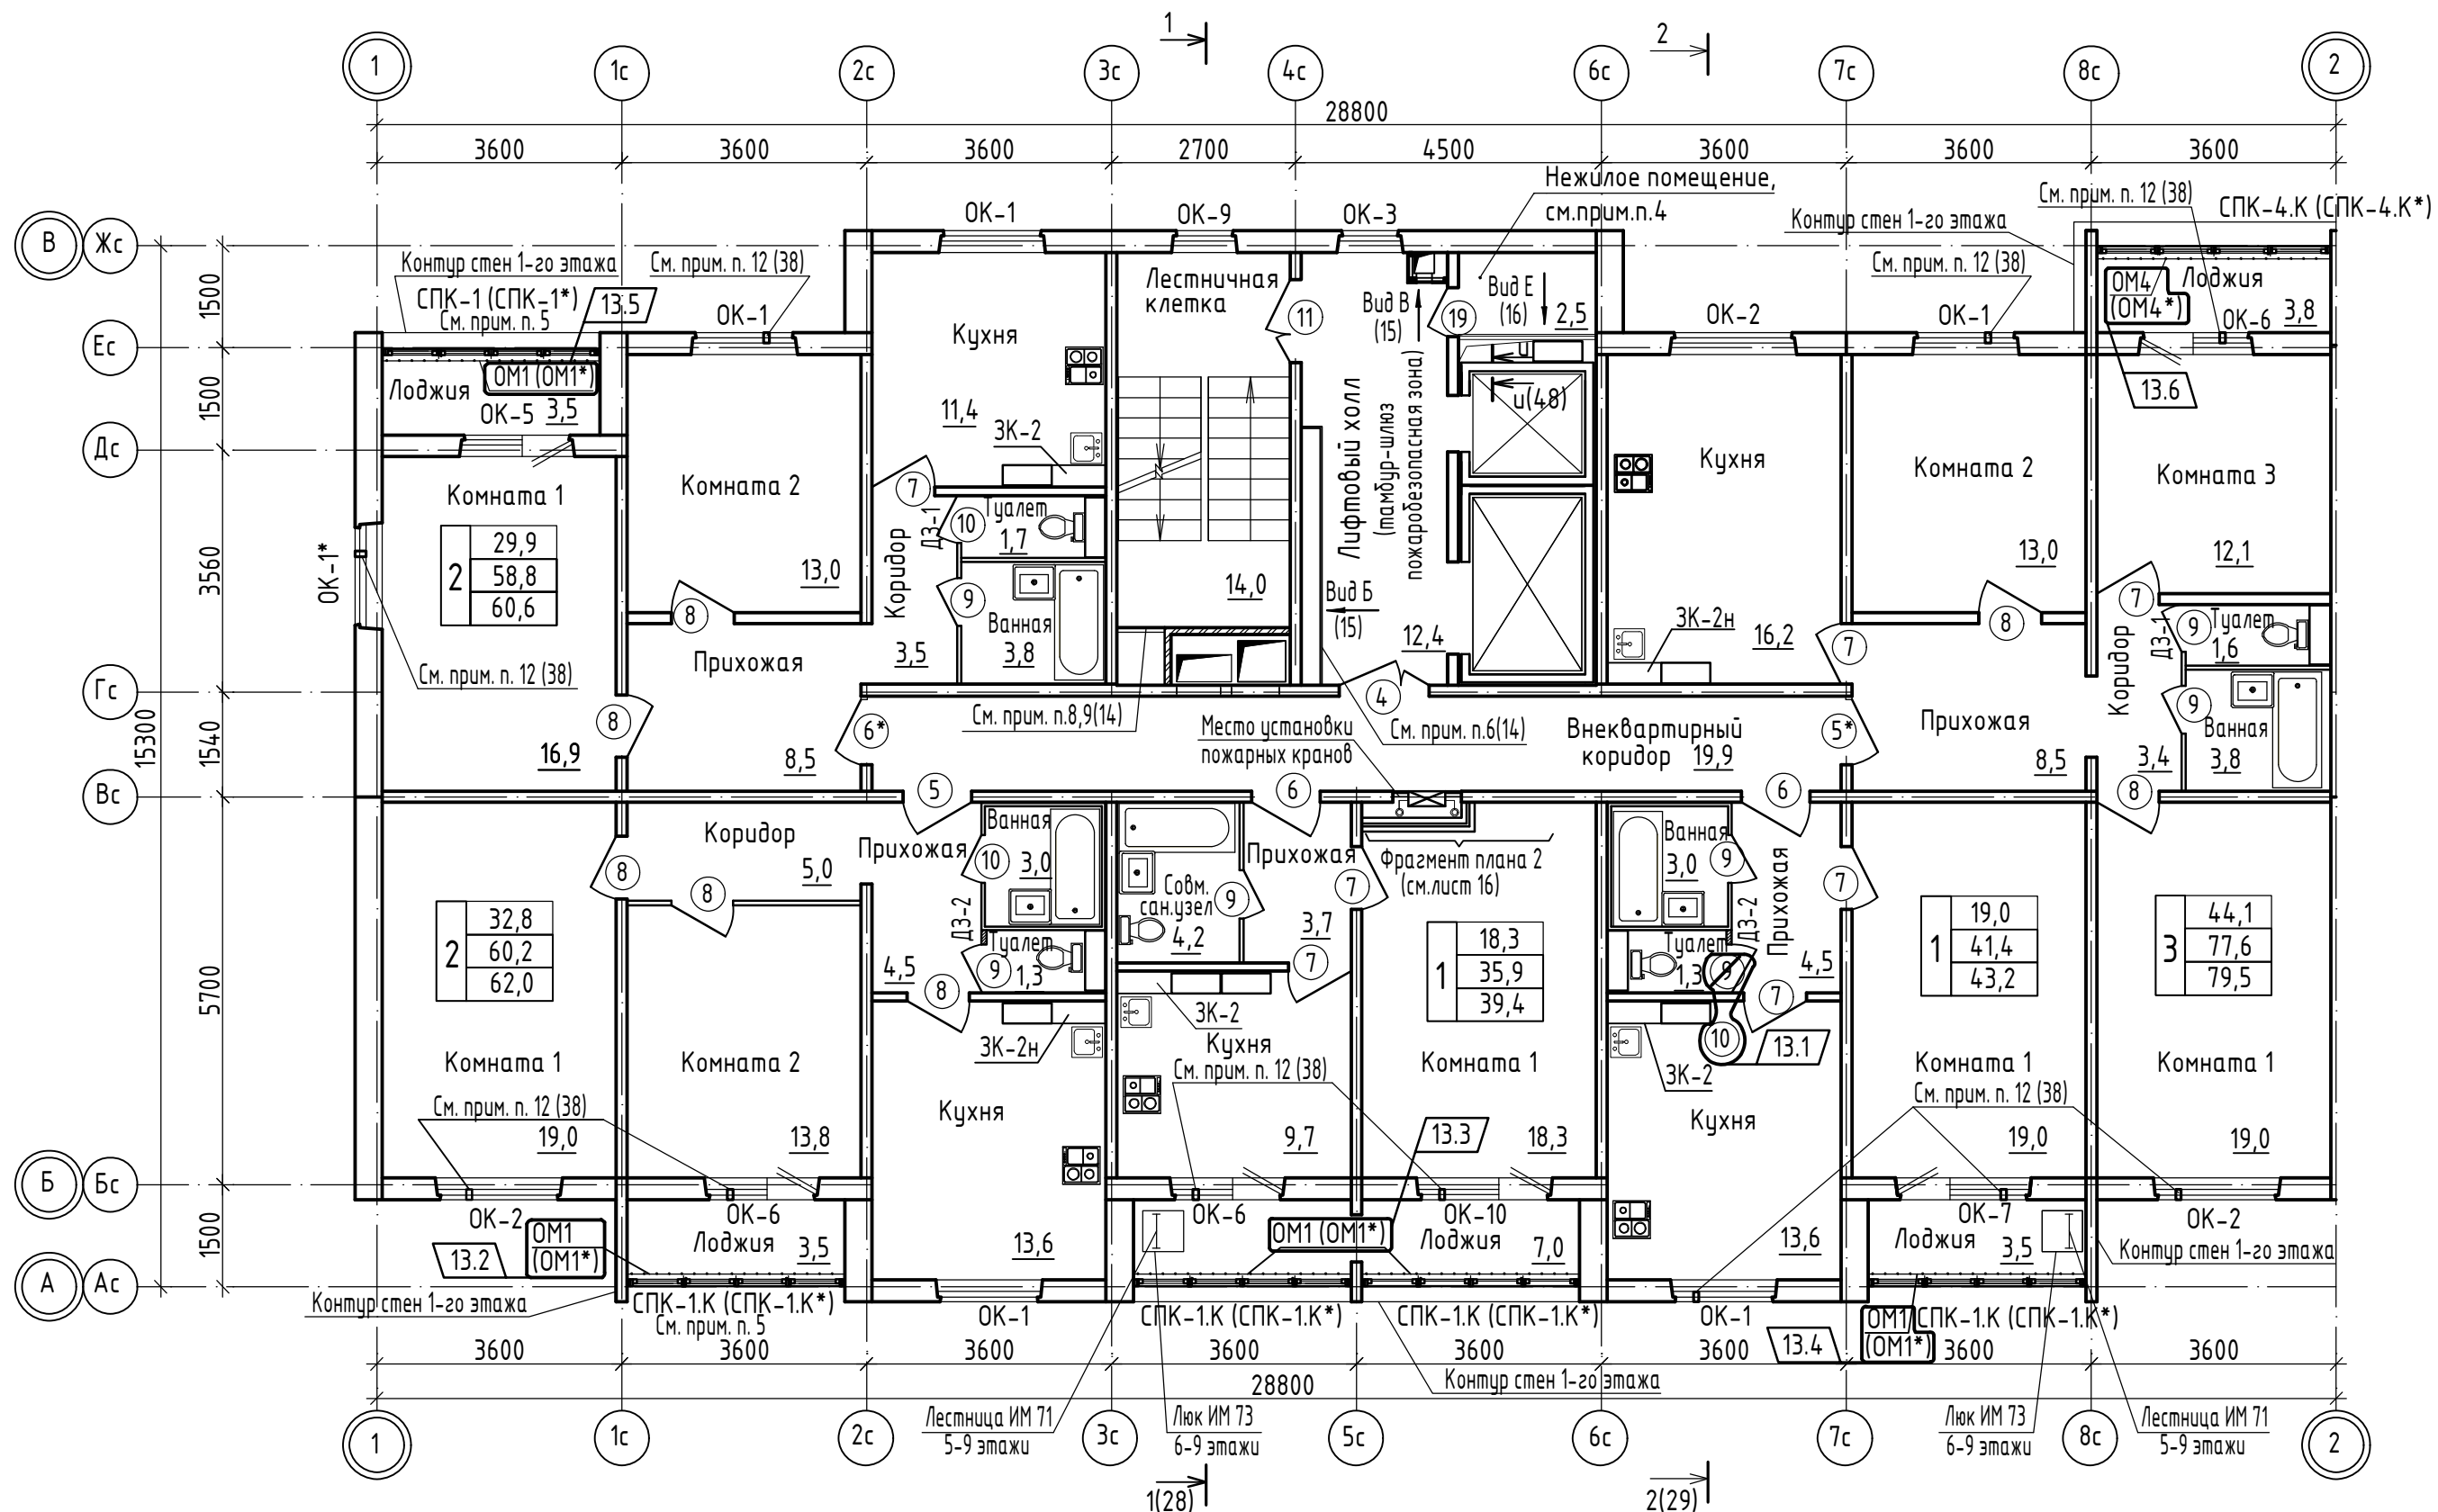 1
2
1
1с
2с
3с
4с
6с
7с
8с
2
28800
3600
3600
3600
2700
4500
3600
3600
3600
Нежилое помещение,
см.прим.п.4
См. прим. п. 12 (38)
Контур стен 1-го этажа
СПК-4.К (СПК-4.К*)
ОК-1
ОК-9
ОК-3
В
Жс
Контур стен 1-го этажа
См. прим. п. 12 (38)
См. прим. п. 12 (38)
СПК-1 (СПК-1*)
См. прим. п. 5
13.5
ОК-1
Лестничная
клетка
Вид В
(15)
Вид Е
(16)
2,5
ОМ4
(ОМ4*)
Лоджия
3,8
1500
11
19
ОК-2
ОК-1
ОК-6
Ес
Кухня
Лоджия
ОМ1 (ОМ1*)
ОК-5
3,5
11,4
ЗК-2
и
и(48)
13.6
1500
Дс
Комната 1
Комната 2
7
Лифтовый холл
(тамбур-шлюз
пожаробезопасная зона)
Кухня
Комната 2
Комната 3
2
29,9
58,8
60,6
Коридор
ДЗ-1
10
Туалет
1,7
ОК-1*
3560
13,0
9
14,0
Вид Б
(15)
13,0
12,1
8
Ванная
3,8
12,4
ЗК-2н
16,2
7
8
7
Коридор
ДЗ-1
9
Туалет
1,6
Прихожая
3,5
См. прим. п. 12 (38)
Гс
15300
1540
8
16,9
8,5
6*
См. прим. п.8,9(14)
4
Место установки
пожарных кранов
См. прим. п.6(14)
Внеквартирный
коридор
19,9
5*
Прихожая
8,5
9
Ванная
3,4
3,8
Вс
5
6
6
8
Коридор
5,0
Прихожая
Ванная
3,0
10
Прихожая
Фрагмент плана 2
(см.лист 16)
Ванная
3,0
9
Прихожая
7
8
8
Совм.
сан.узел
4,2
9
7
2
32,8
60,2
62,0
ДЗ-2
Туалет
1,3
9
4,5
8
3,7
7
1
18,3
35,9
39,4
ДЗ-2
Туалет
1,3
9
4,5
7
1
19,0
41,4
43,2
3
44,1
77,6
79,5
5700
ЗК-2н
ЗК-2
Кухня
10
13.1
Комната 1
Комната 2
См. прим. п. 12 (38)
Комната 1
ЗК-2
Комната 1
Комната 1
См. прим. п. 12 (38)
Кухня
Кухня
См. прим. п. 12 (38)
19,0
13,8
9,7
13.3
18,3
19,0
19,0
Б
Бс
1500
ОК-2
ОМ1
(ОМ1*)
13.2
ОК-6
Лоджия
3,5
13,6
ОК-6
ОМ1 (ОМ1*)
ОК-10
Лоджия
7,0
13,6
ОК-7
Лоджия
3,5
ОК-2
Контур стен 1-го этажа
А
Ас
Контур стен 1-го этажа
СПК-1.К (СПК-1.К*)
См. прим. п. 5
ОК-1
СПК-1.К (СПК-1.К*)
СПК-1.К (СПК-1.К*)
ОК-1
13.4
ОМ1
(ОМ1*)
СПК-1.К (СПК-1.К*)
3600
3600
3600
3600
3600
3600
3600
3600
28800
Контур стен 1-го этажа
Лестница ИМ 71
5-9 этажи
Люк ИМ 73
6-9 этажи
Люк ИМ 73
6-9 этажи
Лестница ИМ 71
5-9 этажи
1
1с
2с
3с
5с
6с
7с
8с
2
1(28)
2(29)